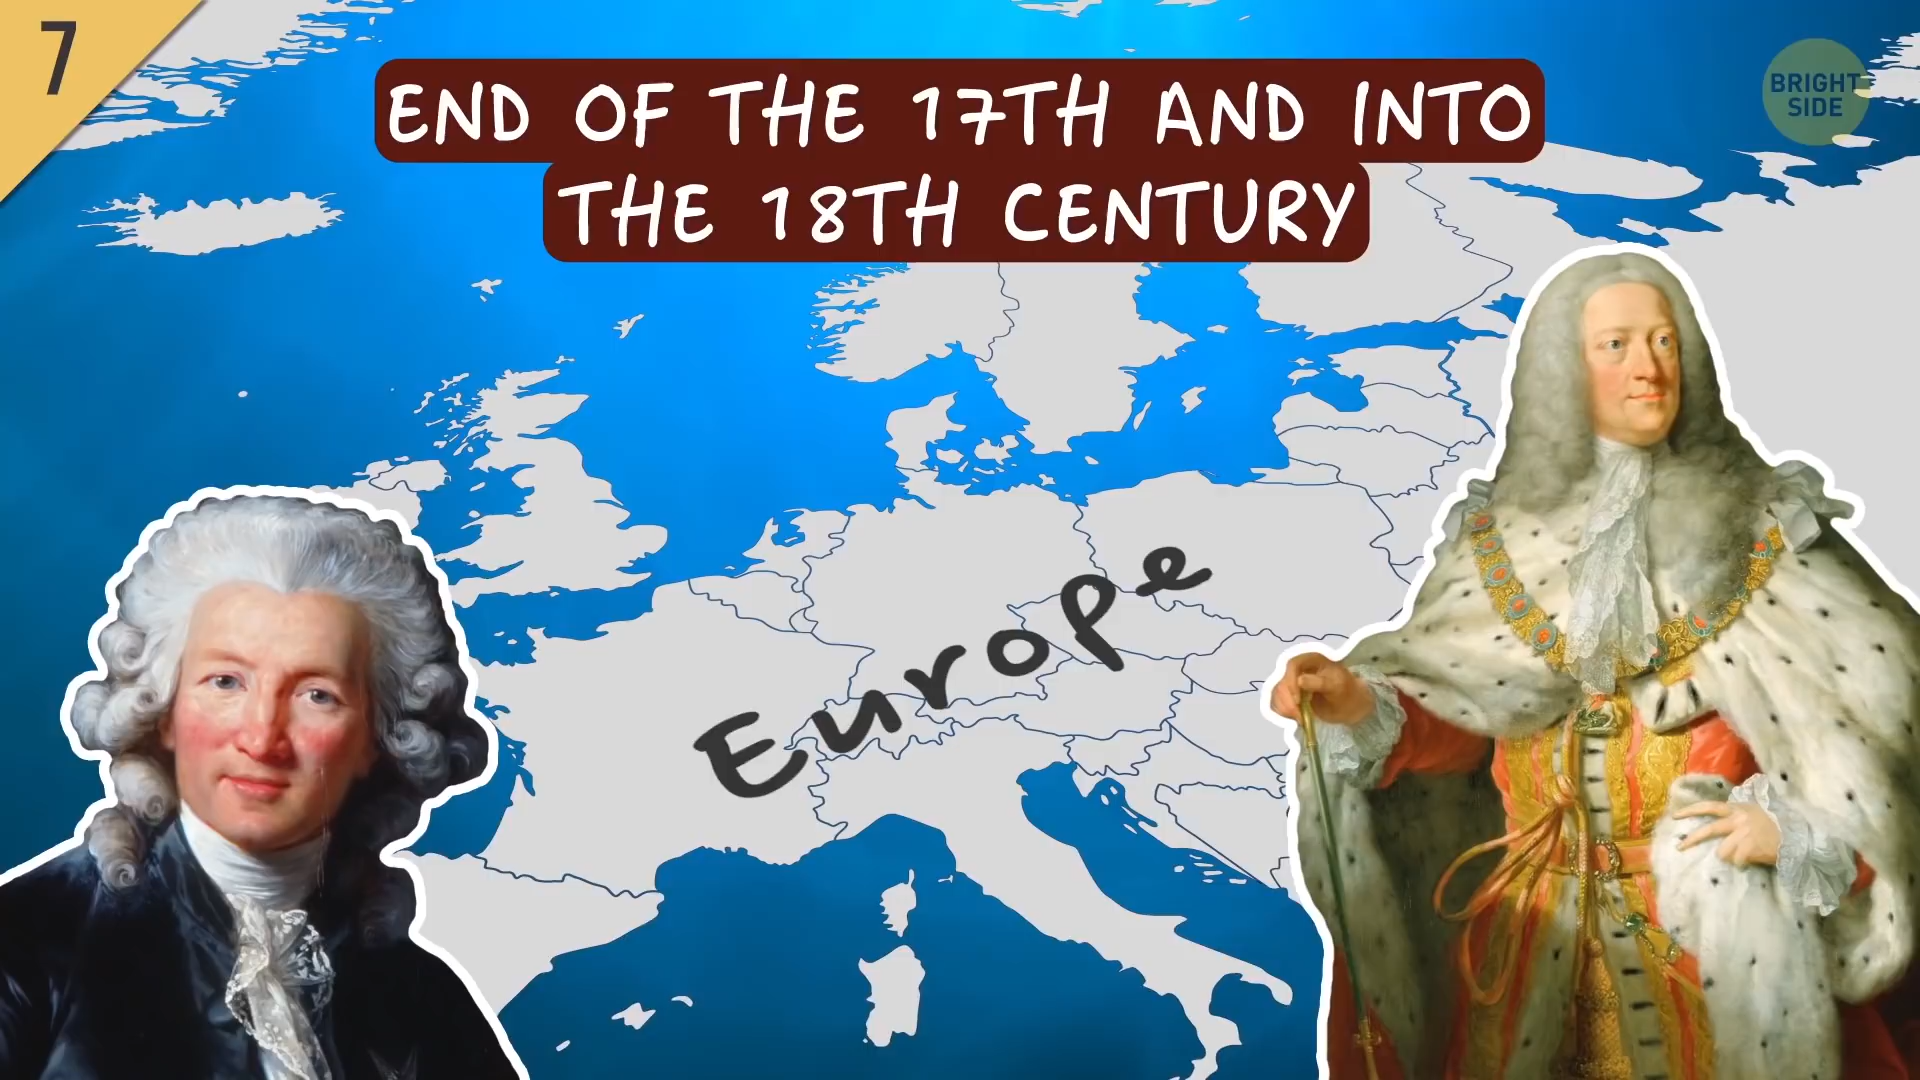 7
END OF THE 17TH AND INTO
THE 18TH CENTURY
BRIGHT
SIDE
Europe